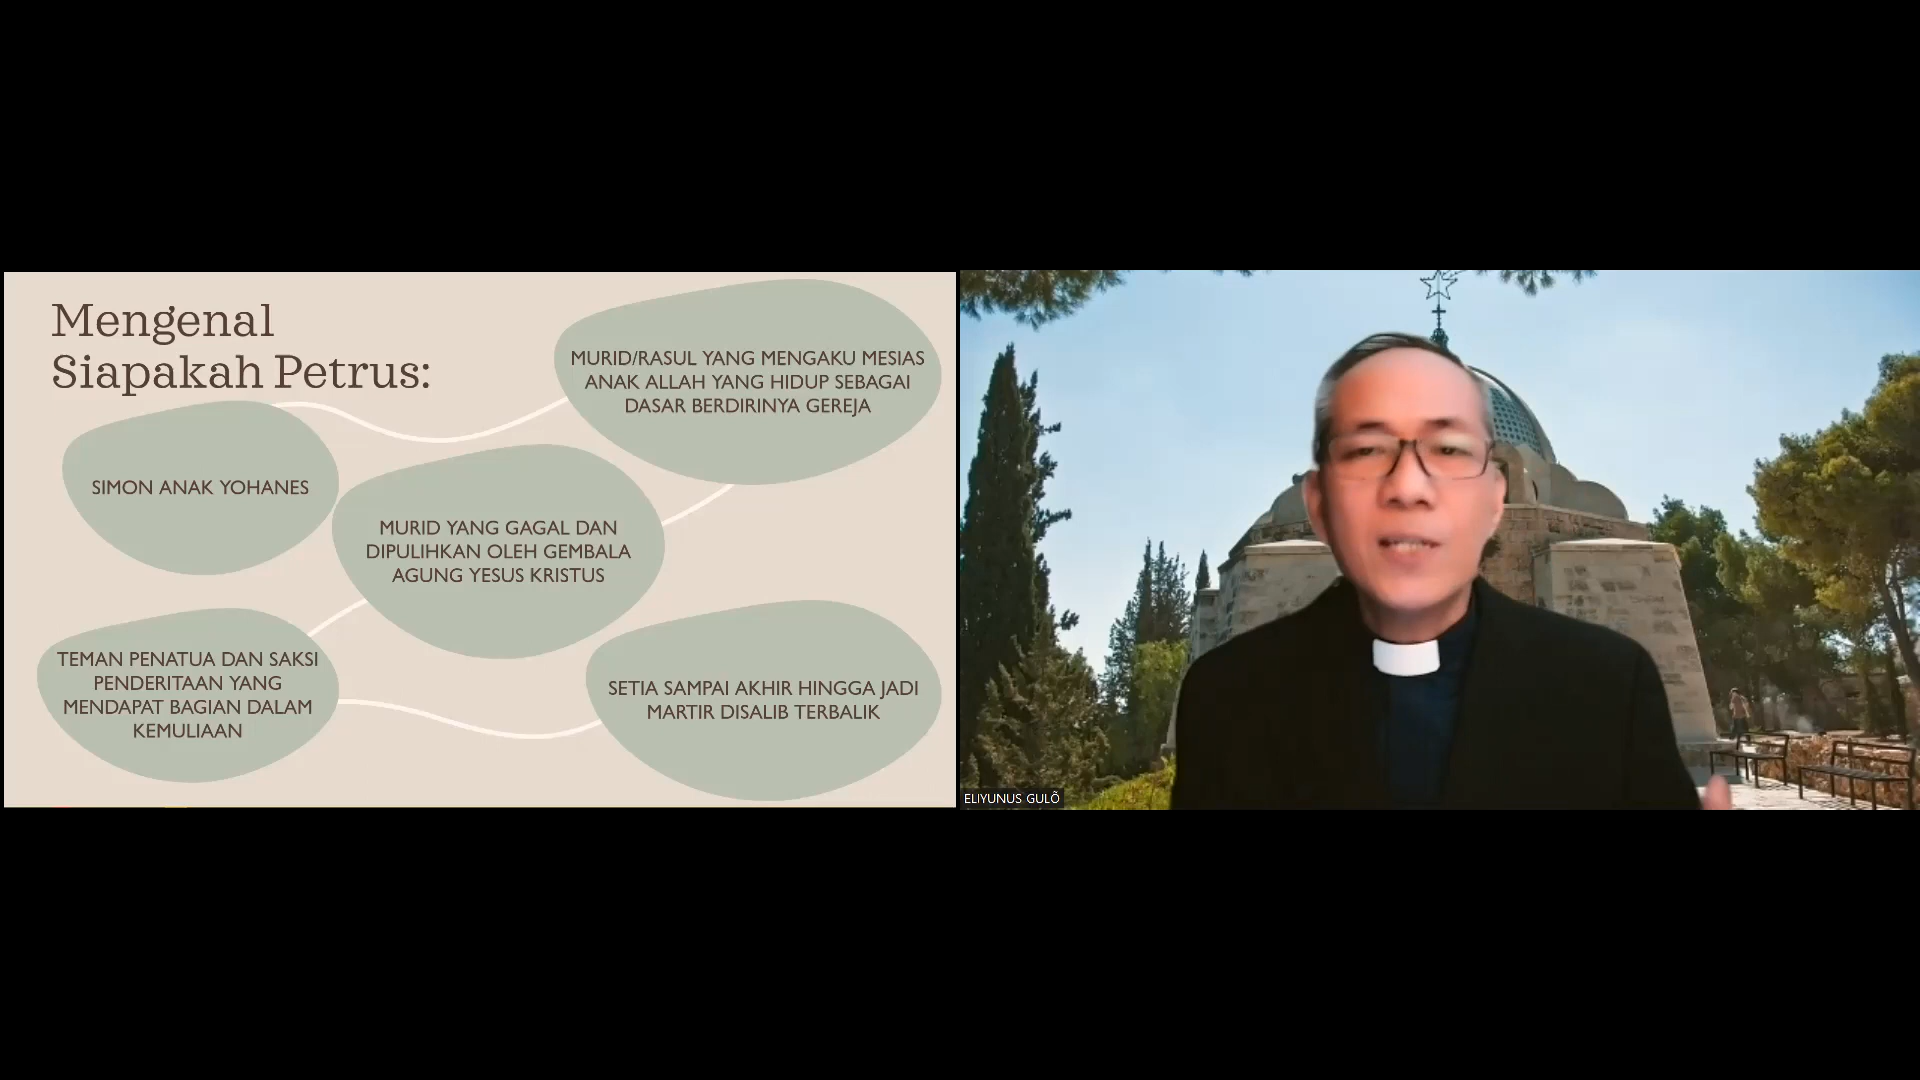 Mengenal
Siapakah Petrus:
SIMON ANAK YOHANES
MURID/RASUL YANG MENGAKU MESIAS
ANAK ALLAH YANG HIDUP SEBAGAI
DASAR BERDIRINYA GEREJA
MURID YANG GAGAL DAN
DIPULIHKAN OLEH GEMBALA
AGUNG YESUS KRISTUS
TEMAN PENATUA DAN SAKSI
PENDERITAAN YANG
MENDAPAT BAGIAN DALAM
KEMULIAAN
SETIA SAMPAI AKHIR HINGGA JADI
MARTIR DISALIB TERBALIK
ELIYUNUS GULÕ